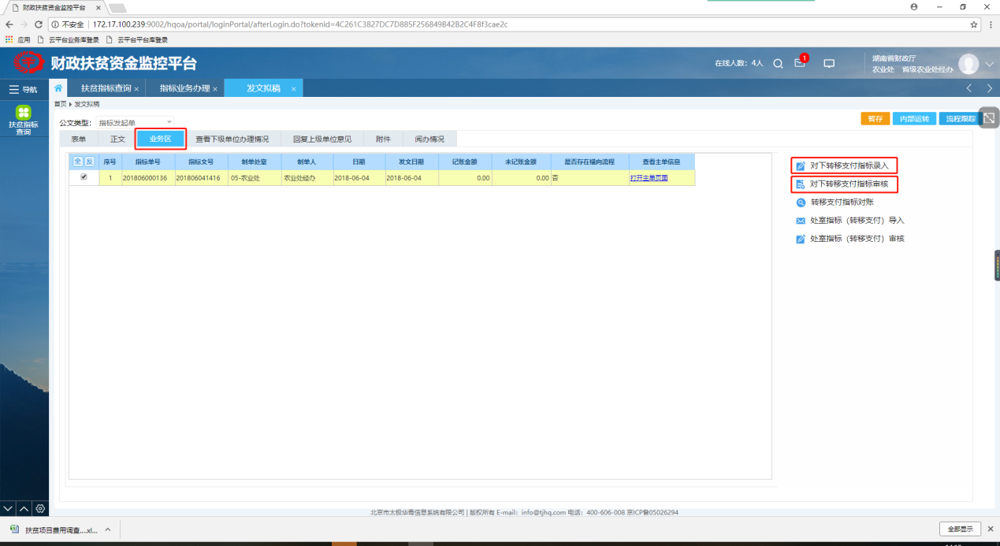 财政扶贫资金监控平台
不安全 | 172.17.100.239:9002/hqoa/portal/loginPortal/afterLogin.do?tokenid=4C261C3827DC7D885F256849B42B2C4F8f3cae2c
应用 云平台业务库登录 云平台平台库登录
财政扶贫资金监控平台 在线人数: 4人 1 湖南省财政厅
农业处 省级农业处经办
导航 扶贫指标查询 × 指标业务办理 × 发文拟稿 ×
首页 发文拟稿
扶贫指标
查询
公文类型: 指标发起单 暂存 内部运转 流程跟踪
表单 正文 业务区 查看下级单位办理情况 回复上级单位意见 附件 阅办情况
全 反 序号 指标单号 指标文号 制单处室 制单人 日期 发文日期 记账金额 未记账金额 是否存在横向流程 查看主单信息
1 201806000136 201806041416 05-农业处 农业处经办 2018-06-04 2018-06-04 0.00 0.00 否 打开主单页面
对下转移支付指标录入
对下转移支付指标审核
转移支付指标对账
处室指标（转移支付）导入
处室指标（转移支付）审核
北京市太极华青信息系统有限公司 | 版权所有 E-mail: info@tjhq.com 电话: 400-606-008 京ICP备05026294
扶贫项目费用调查....xl... 全部显示